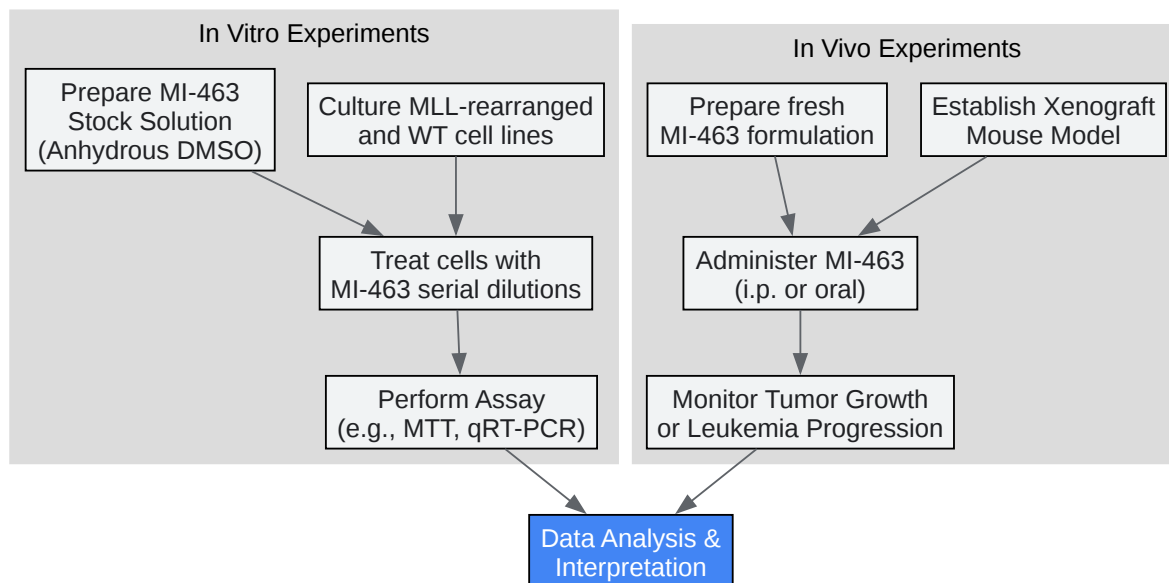 In Vitro Experiments
Prepare MI-463
Stock Solution
(Anhydrous DMSO)
Culture MLL-rearranged
and WT cell lines
Treat cells with
MI-463 serial dilutions
Perform Assay
(e.g., MTT, qRT-PCR)
In Vivo Experiments
Prepare fresh
MI-463 formulation
Establish Xenograft
Mouse Model
Administer MI-463
(i.p. or oral)
Monitor Tumor Growth
or Leukemia Progression
Data Analysis &
Interpretation